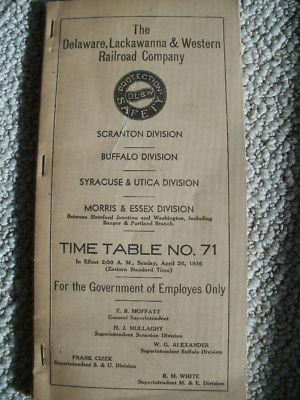 The
Delaware, Lackawanna & Western
Railroad Company
PROTECTION
D.L.&W
SAFETY
SCRANTON DIVISION
BUFFALO DIVISION
SYRACUSE & UTICA DIVISION
MORRIS & ESSEX DIVISION
Between Slateford Junction and Washington, including
Bangor & Portland Branch.
TIME TABLE NO. 71
In Effect 2:00 A. M., Sunday, April 26, 1936
(Eastern Standard Time)
For the Government of Employes Only
E. B. MOFFATT
General Superintendent
H. J. MULLAGHY
Superintendent Scranton Division
W. G. ALEXANDER
Superintendent Buffalo Division
FRANK CIZEK
Superintendent S. & U. Division
R. M. WHITE
Superintendent M. & E. Division